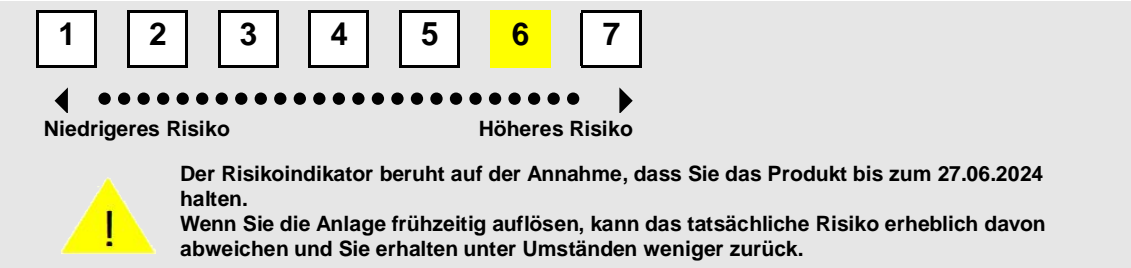 1 2 3 4 5 6 7
Niedrigeres Risiko Höheres Risiko
Der Risikoindikator beruht auf der Annahme, dass Sie das Produkt bis zum 27.06.2024
halten.
Wenn Sie die Anlage frühzeitig auflösen, kann das tatsächliche Risiko erheblich davon
abweichen und Sie erhalten unter Umständen weniger zurück.
!